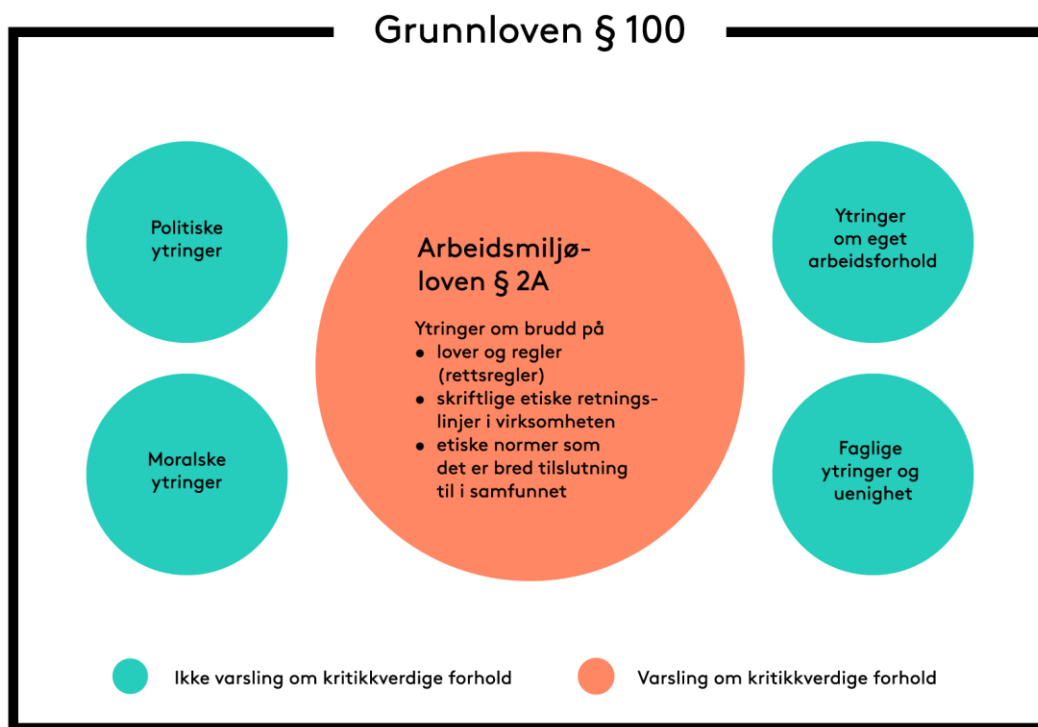 Grunnloven § 100
Politiske
ytringer
Moralske
ytringer
Arbeidsmiljø-
loven § 2A
Ytringer om brudd på
• lover og regler
(rettsregler)
• skriftlige etiske retnings-
linjer i virksomheten
• etiske normer som
det er bred tilslutning
til i samfunnet
Ytringer
om eget
arbeidsforhold
Faglige
ytringer og
uenighet
Ikke varsling om kritikkverdige forhold
Varsling om kritikkverdige forhold